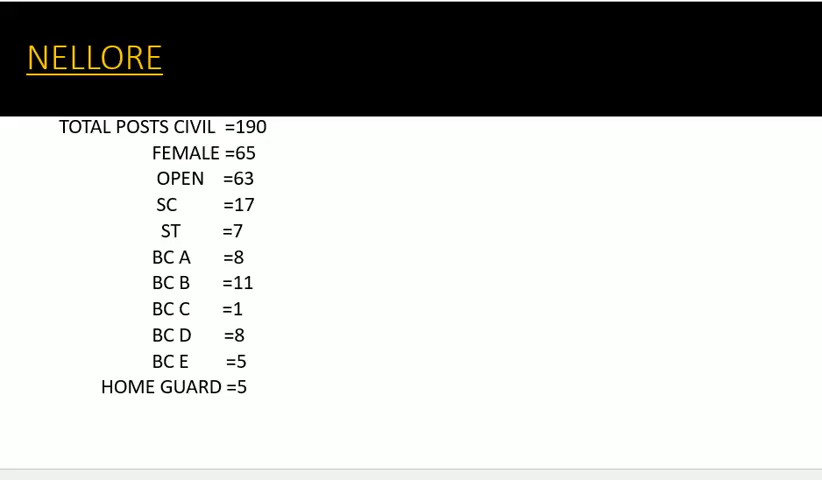 NELLORE
TOTAL POSTS CIVIL =190
FEMALE =65
OPEN =63
SC =17
ST =7
BC A =8
BC B =11
BC C =1
BC D =8
BC E =5
HOME GUARD =5